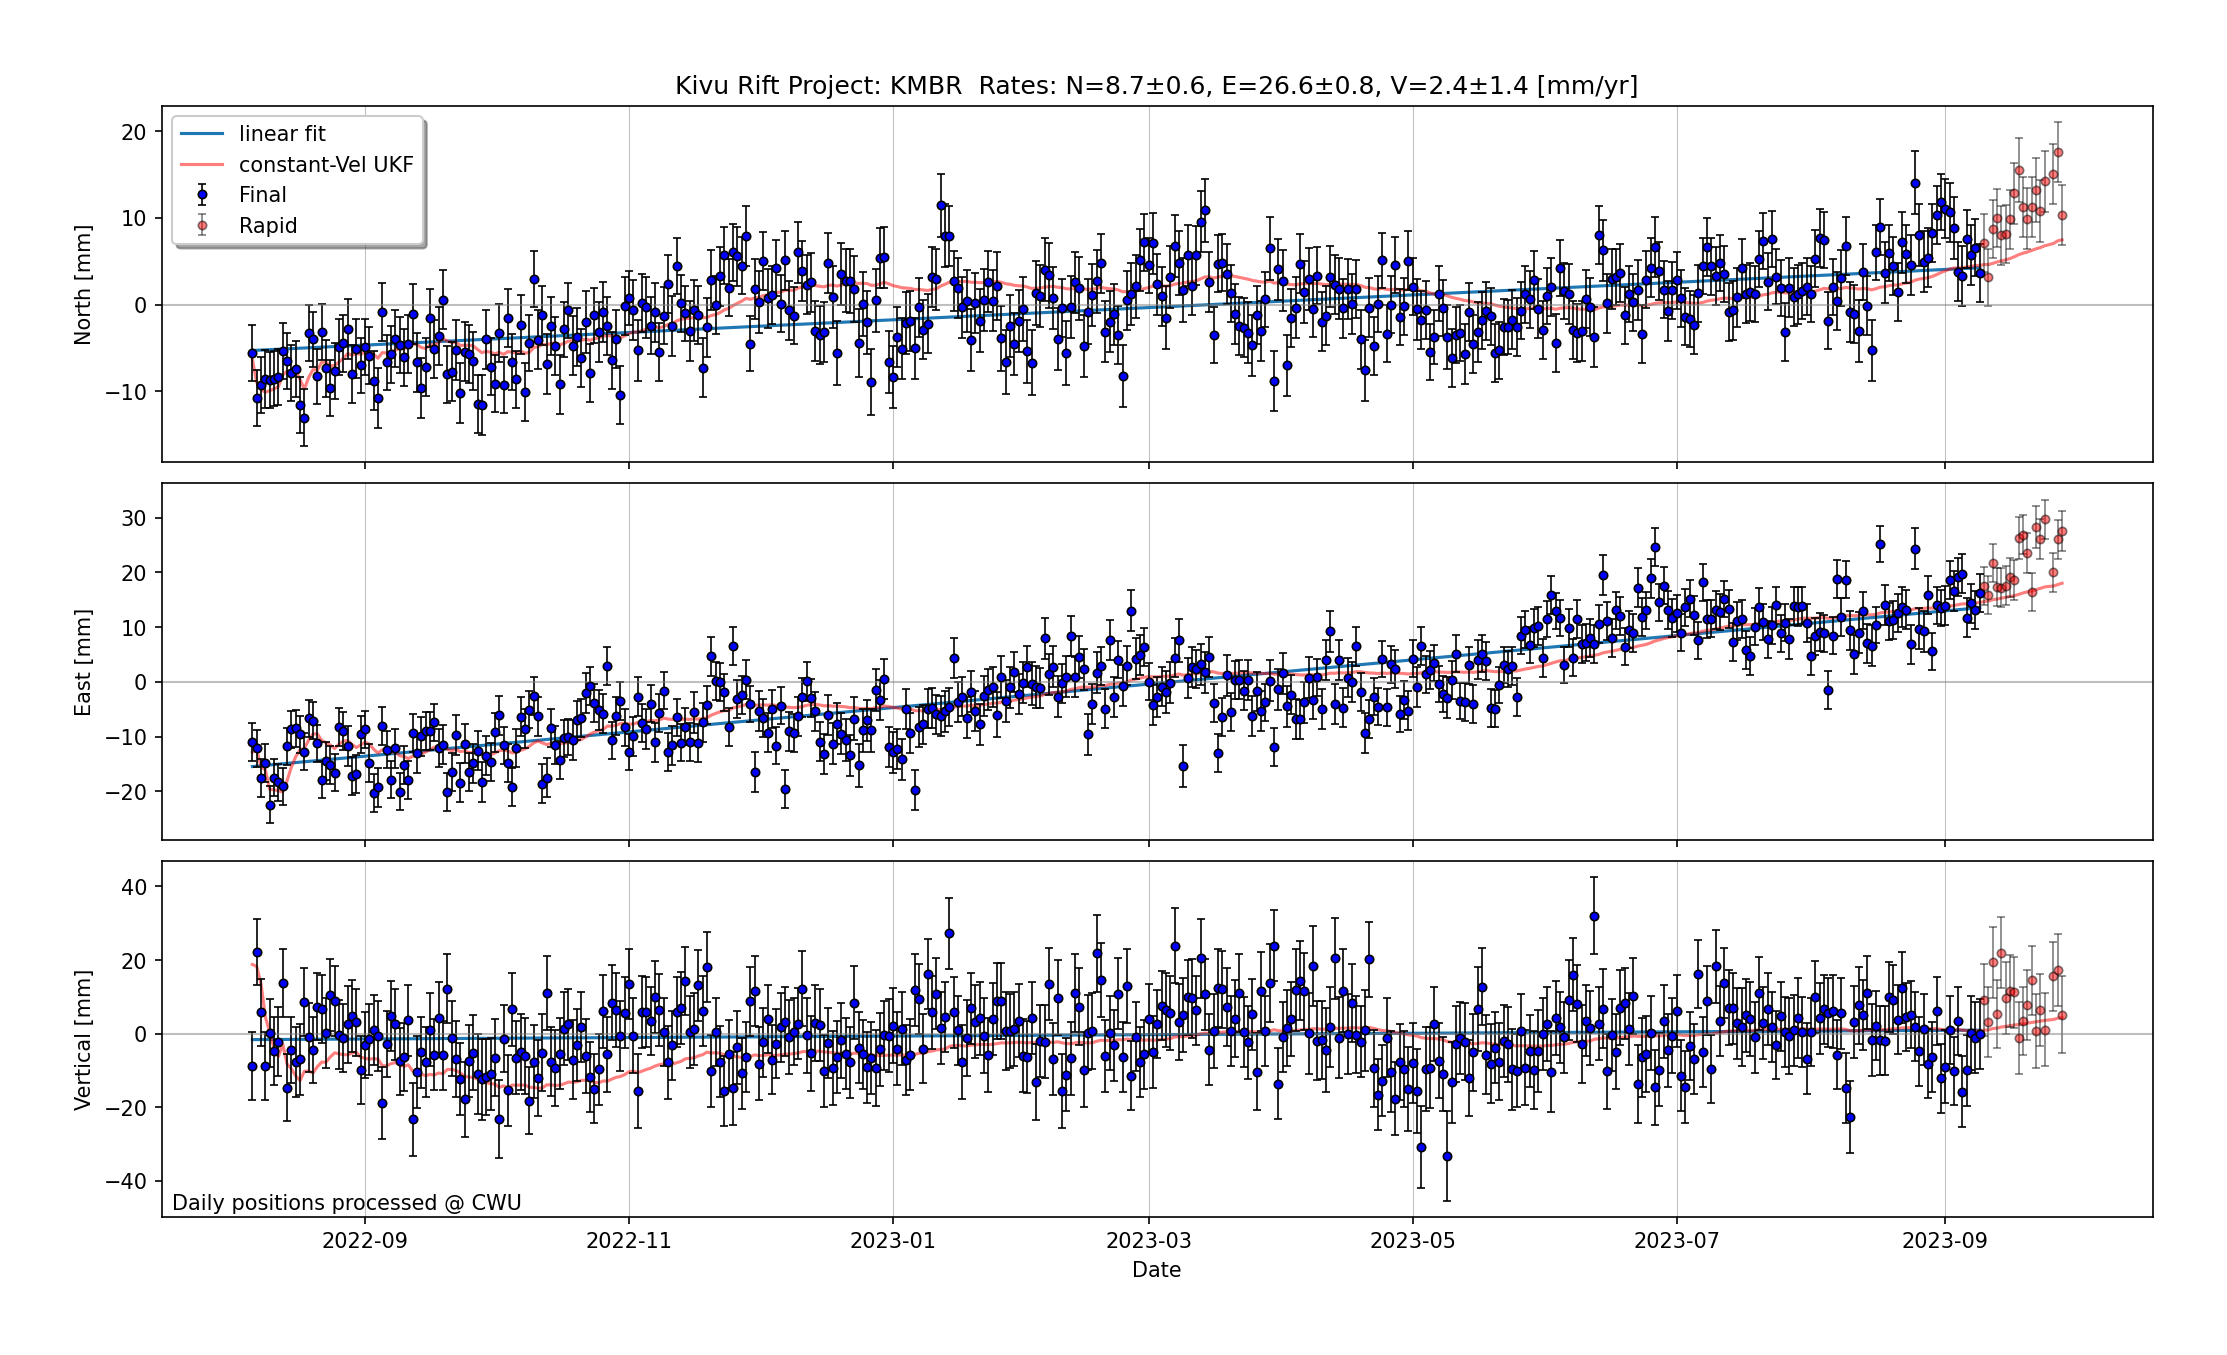 Kivu Rift Project: KMBR  Rates: N=8.7±0.6, E=26.6±0.8, V=2.4±1.4 [mm/yr]
linear fit
constant-Vel UKF
Final
Rapid
North [mm]
20
10
0
−10
East [mm]
30
20
10
0
−10
−20
Vertical [mm]
40
20
0
−20
−40
Daily positions processed @ CWU
2022-09 2022-11 2023-01 2023-03 2023-05 2023-07 2023-09
Date